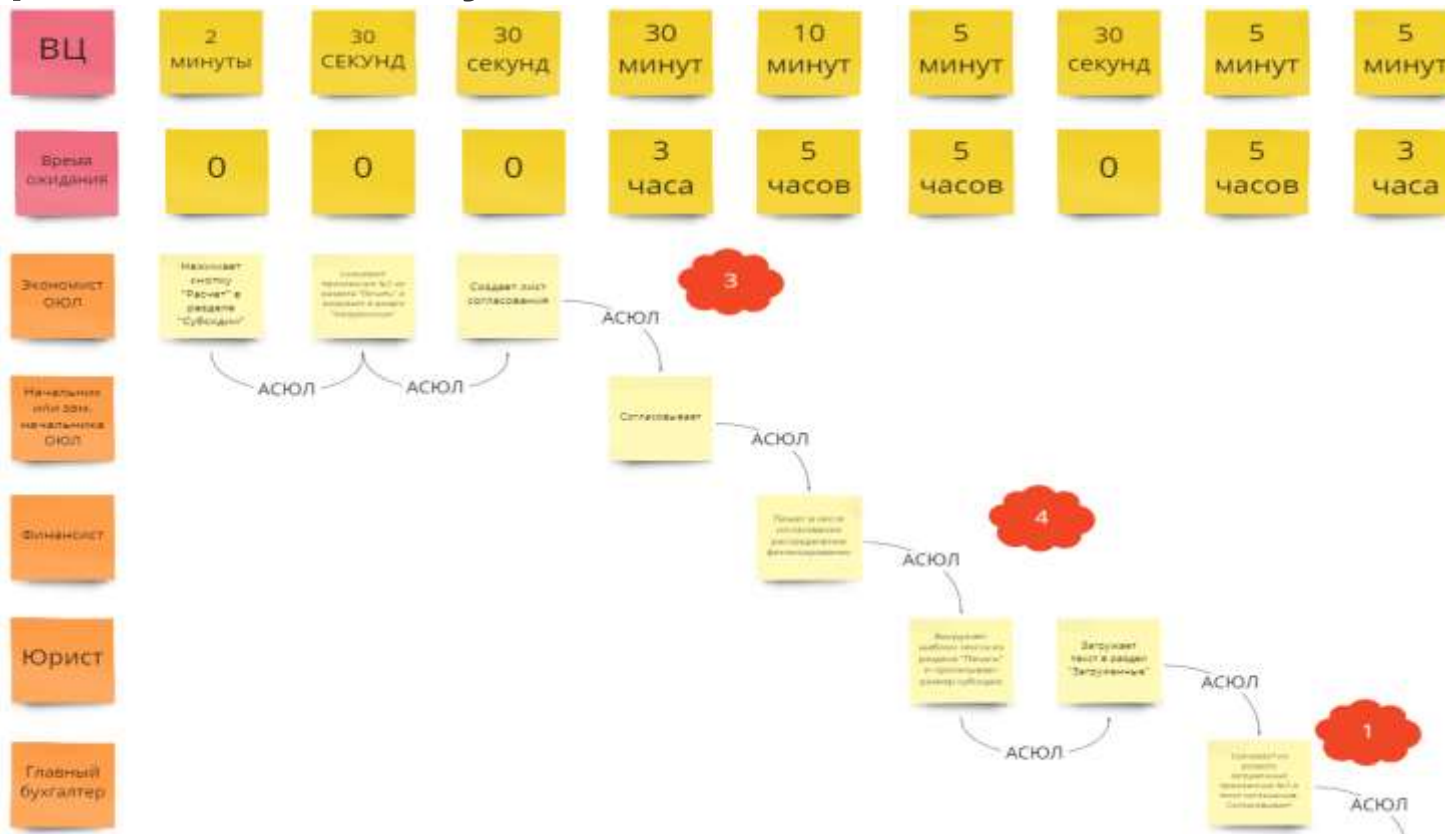 ВЦ
2
минуты
30
СЕКУНД
30
секунд
30
минут
10
минут
5
минут
30
секунд
5
минут
5
минут
Время
ожидания
0
0
0
3
часа
5
часов
5
часов
0
5
часов
3
часа
Экономист
ОЮЛ
Нажимает
кнопку
"Расчет" в
разделе
"Субсидии"
Создает лист
согласования
3
АСЮЛ
АСЮЛ
АСЮЛ
Начальник
или зам.
начальника
ОЮЛ
Согласовывает
АСЮЛ
Финансист
4
АСЮЛ
Юрист
Загружает
текст в раздел
"Загруженные"
АСЮЛ
АСЮЛ
1
Главный
бухгалтер
АСЮЛ